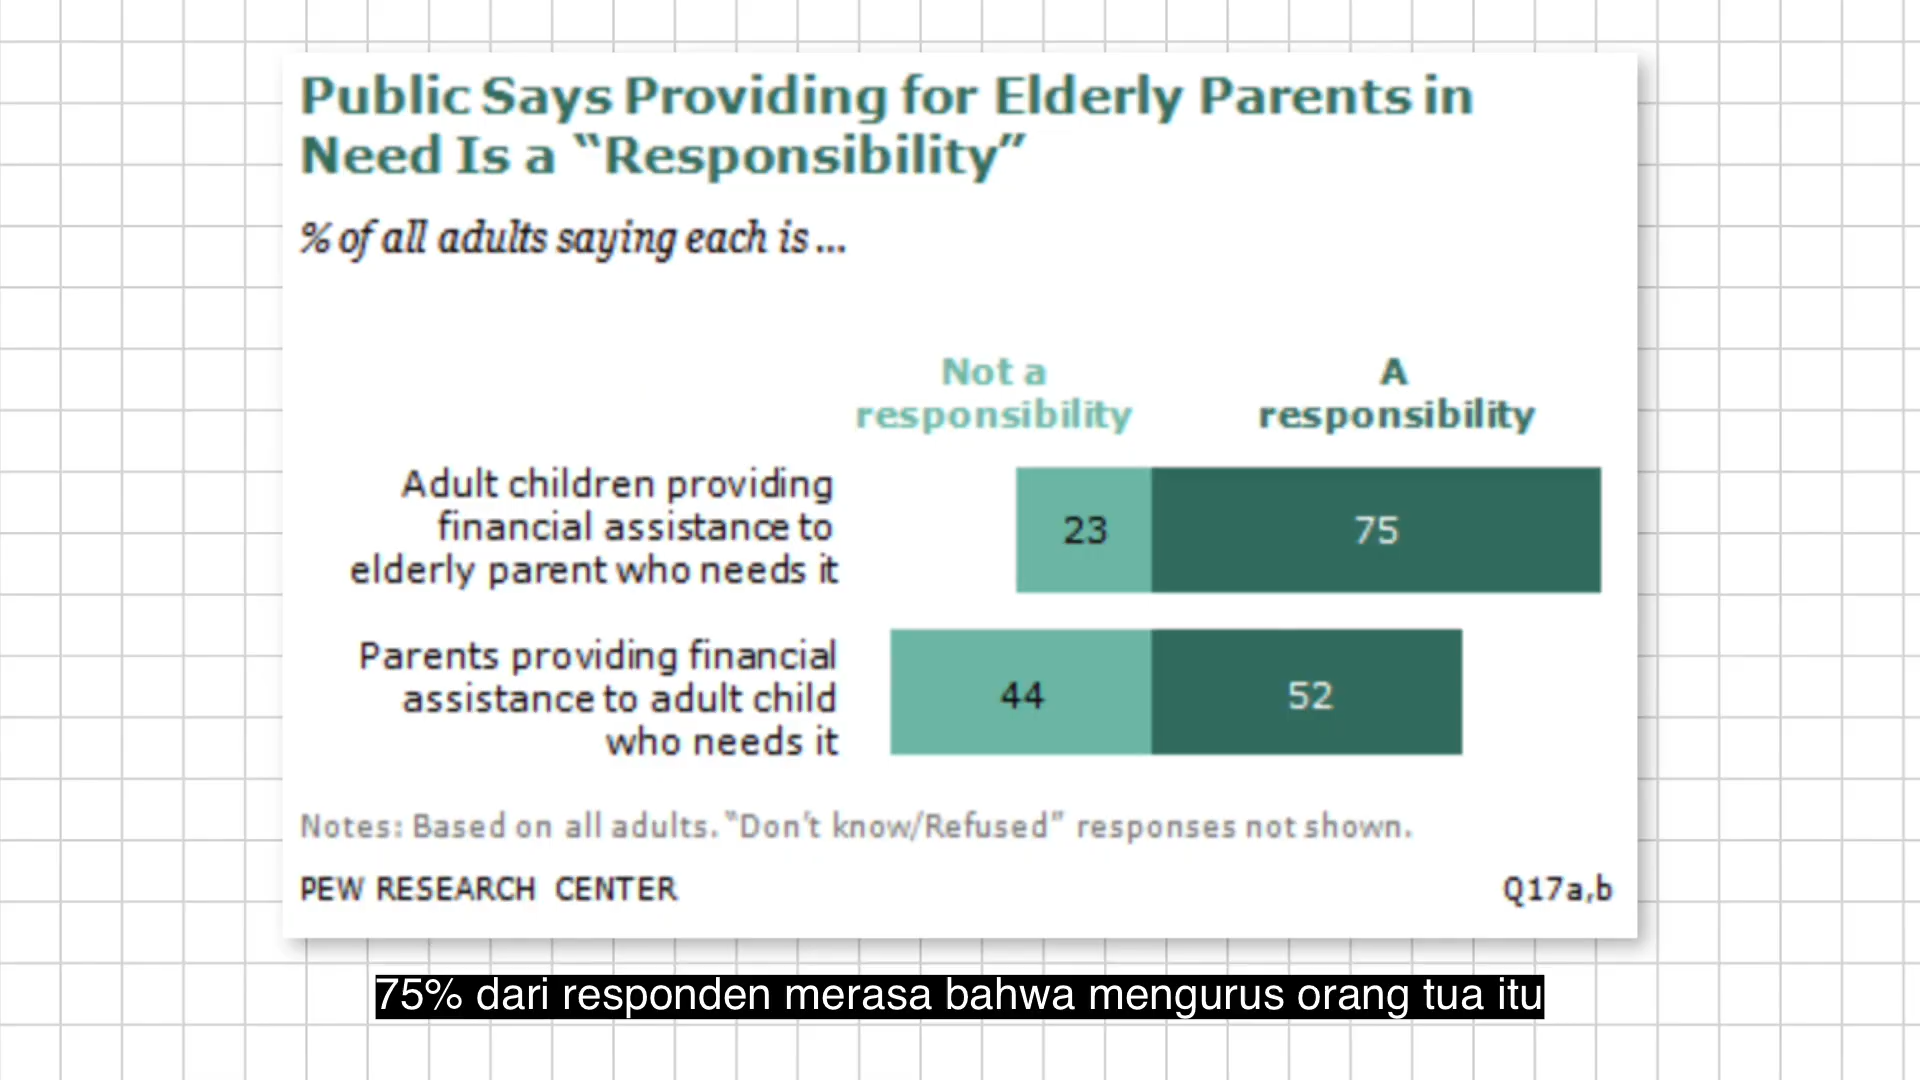 Public Says Providing for Elderly Parents in
Need Is a “Responsibility”
% of all adults saying each is ...
Not a
responsibility
A
responsibility
Adult children providing
financial assistance to
elderly parent who needs it
23
75
Parents providing financial
assistance to adult child
who needs it
44
52
Notes: Based on all adults. “Don’t know/Refused” responses not shown.
PEW RESEARCH CENTER
Q17a,b
75% dari responden merasa bahwa mengurus orang tua itu